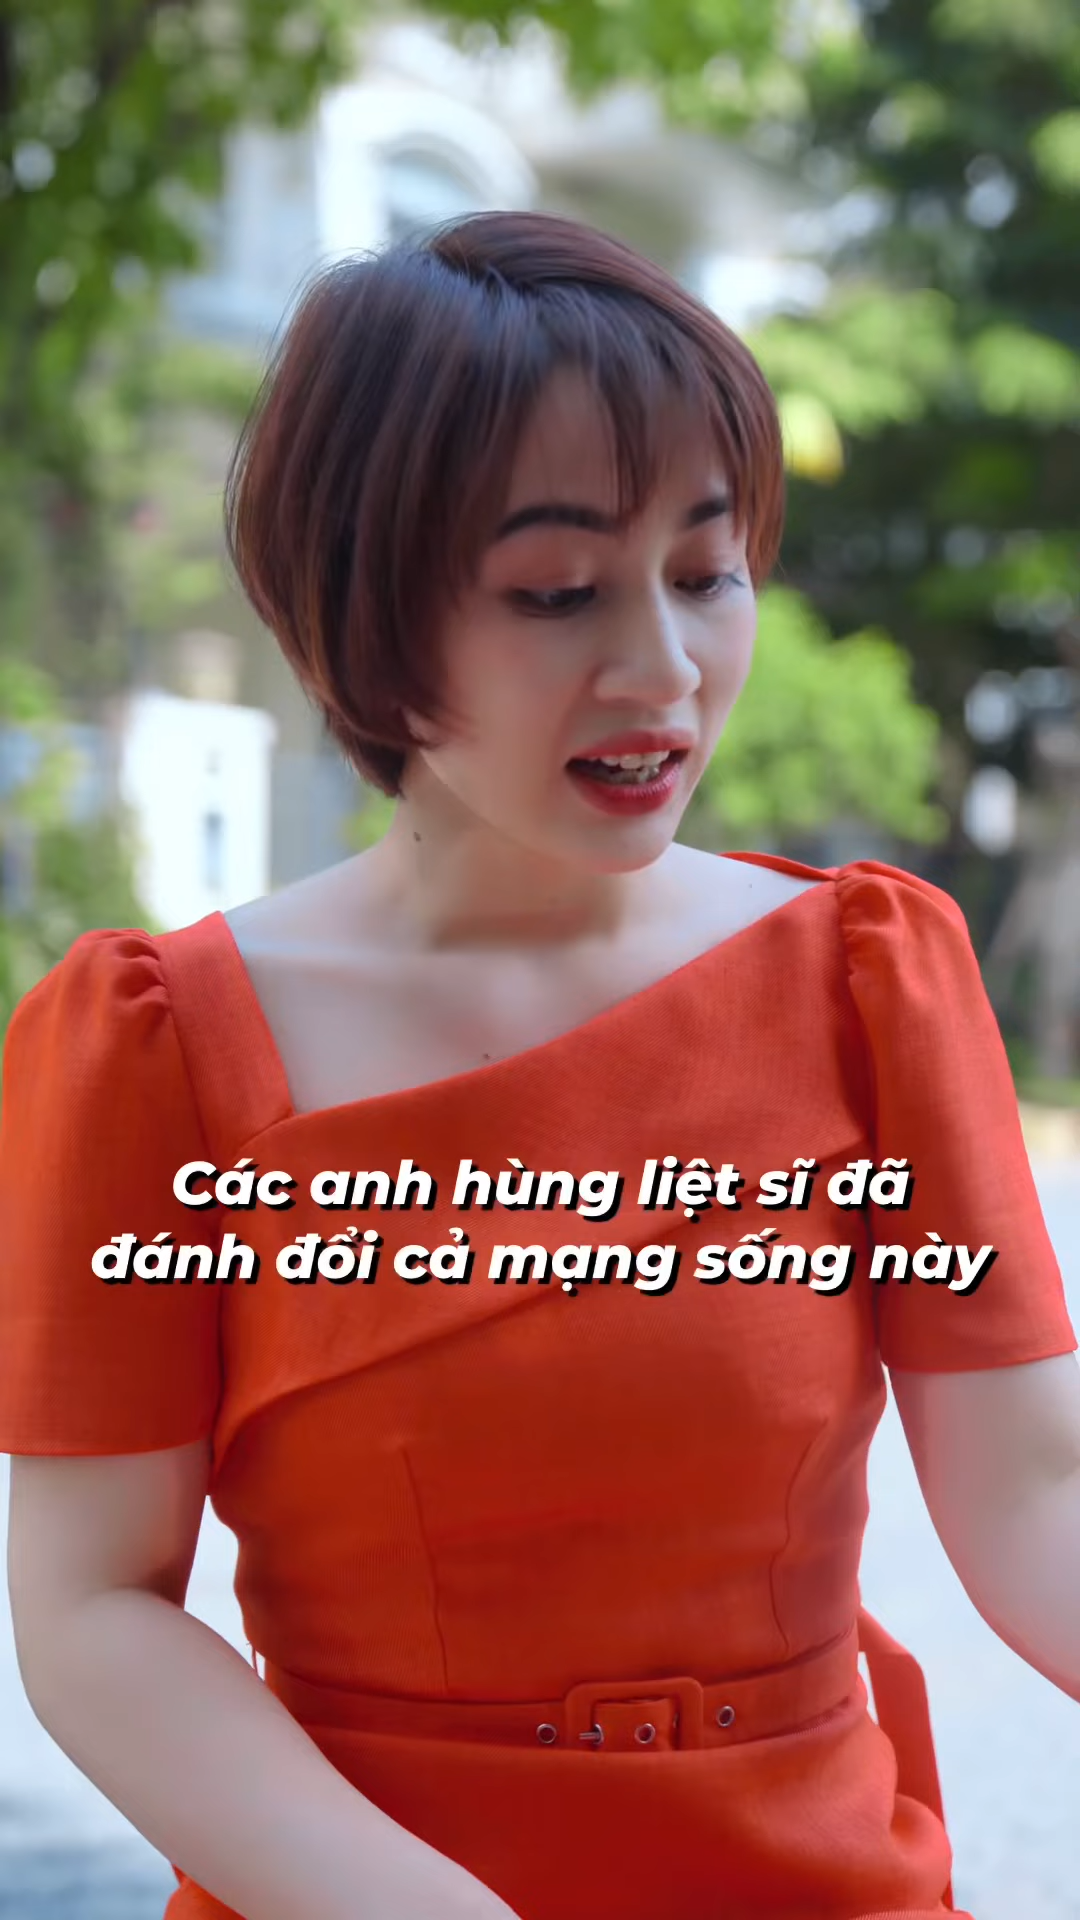 Các anh hùng liệt sĩ đã
đánh đổi cả mạng sống này